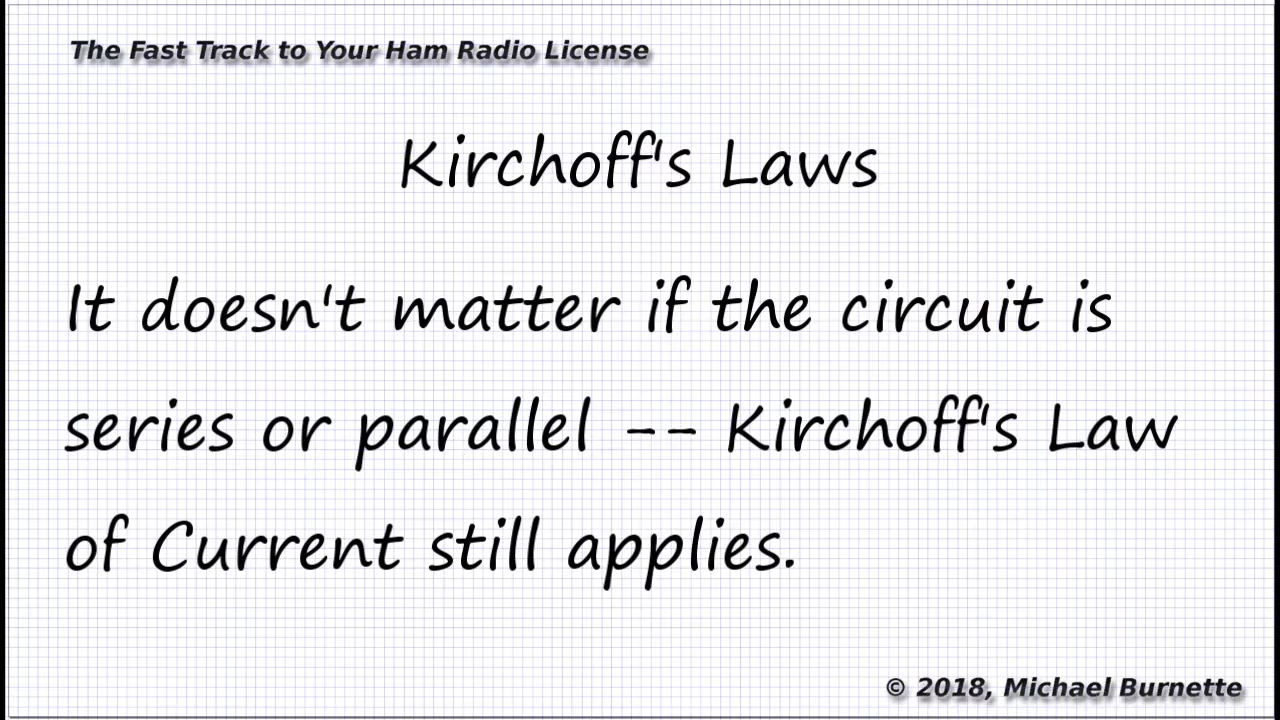 The Fast Track to Your Ham Radio License
Kirchoff's Laws
It doesn't matter if the circuit is
series or parallel -- Kirchoff's Law
of Current still applies.
© 2018, Michael Burnette